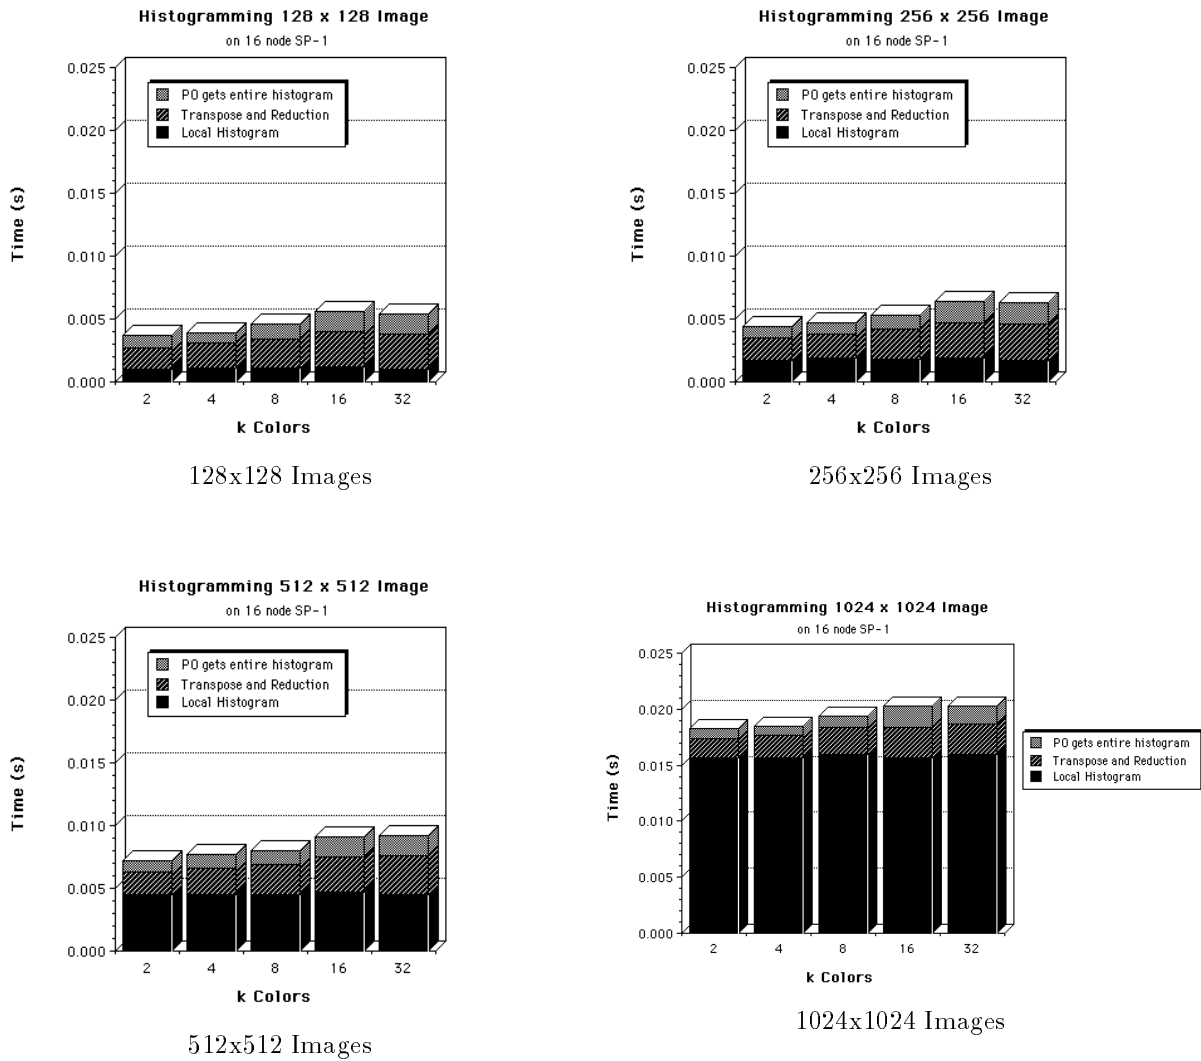 Histogramming 128 x 128 Image
on 16 node SP-1
0.025
0.020
0.015
0.010
0.005
0.000
Time (s)
P0 gets entire histogram
Transpose and Reduction
Local Histogram
2 4 8 16 32
k Colors
128x128 Images
Histogramming 256 x 256 Image
on 16 node SP-1
0.025
0.020
0.015
0.010
0.005
0.000
Time (s)
P0 gets entire histogram
Transpose and Reduction
Local Histogram
2 4 8 16 32
k Colors
256x256 Images
Histogramming 512 x 512 Image
on 16 node SP-1
0.025
0.020
0.015
0.010
0.005
0.000
Time (s)
P0 gets entire histogram
Transpose and Reduction
Local Histogram
2 4 8 16 32
k Colors
512x512 Images
Histogramming 1024 x 1024 Image
on 16 node SP-1
0.025
0.020
0.015
0.010
0.005
0.000
Time (s)
P0 gets entire histogram
Transpose and Reduction
Local Histogram
2 4 8 16 32
k Colors
1024x1024 Images